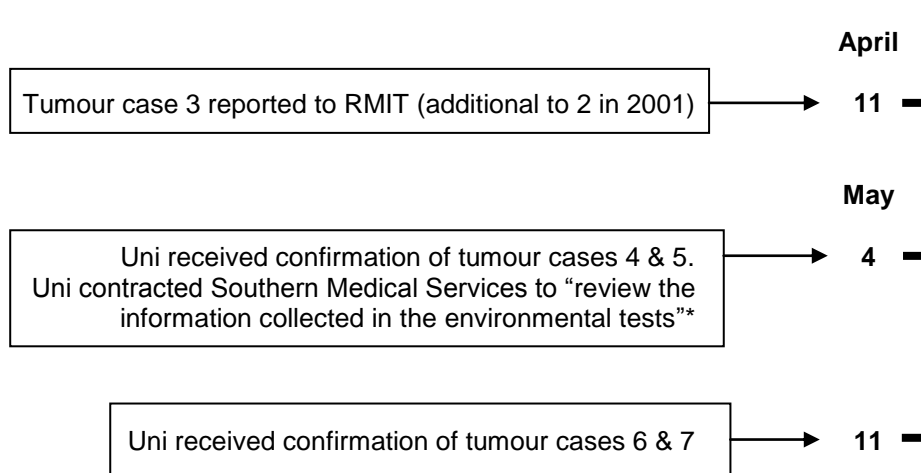 April
Tumour case 3 reported to RMIT (additional to 2 in 2001)
11
May
Uni received confirmation of tumour cases 4 & 5.
4
Uni contracted Southern Medical Services to “review the
information collected in the environmental tests”*
Uni received confirmation of tumour cases 6 & 7
11